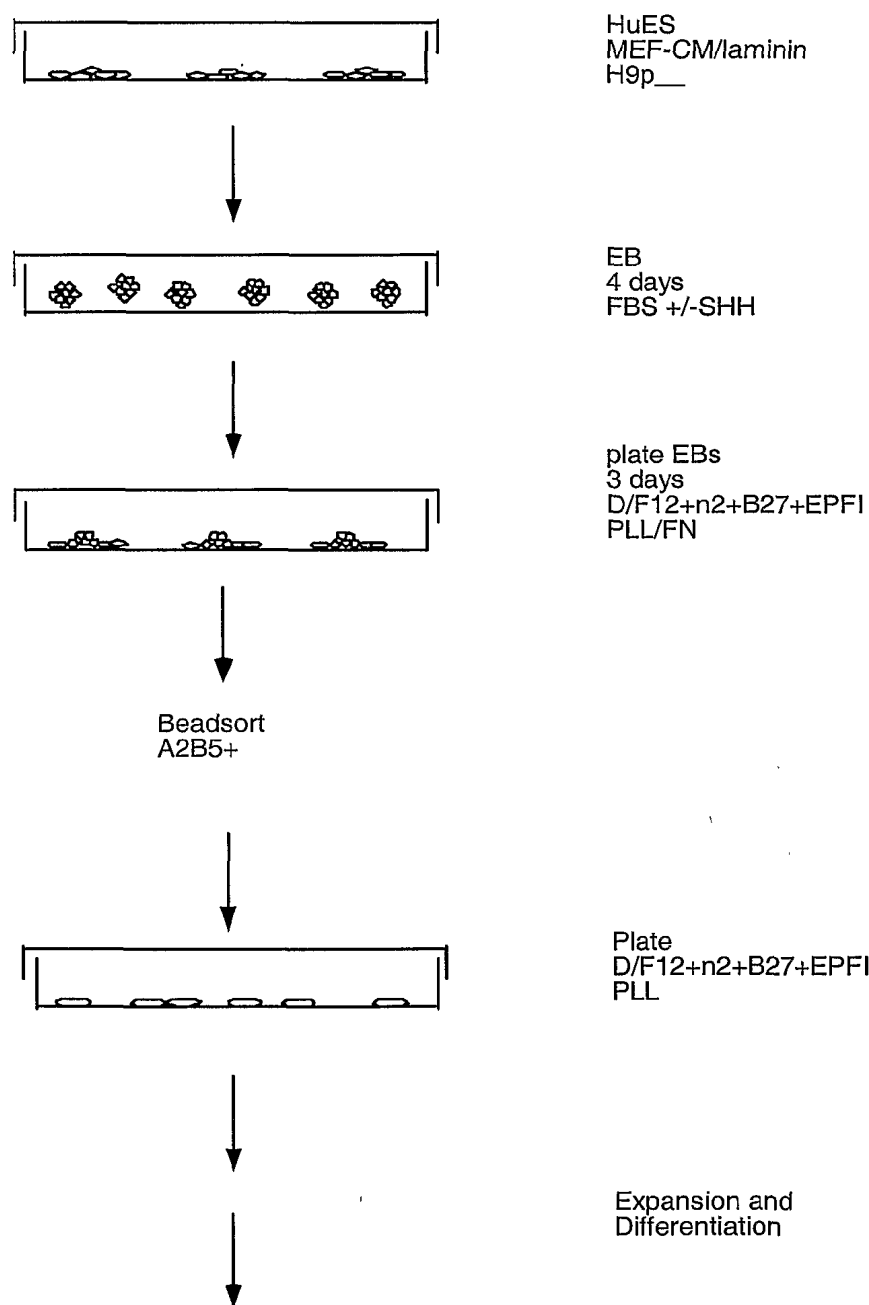 HuES
MEF-CM/laminin
H9p__
EB
4 days
FBS +/-SHH
plate EBs
3 days
D/F12+n2+B27+EPFI
PLL/FN
Beadsort
A2B5+
Plate
D/F12+n2+B27+EPFI
PLL
Expansion and
Differentiation